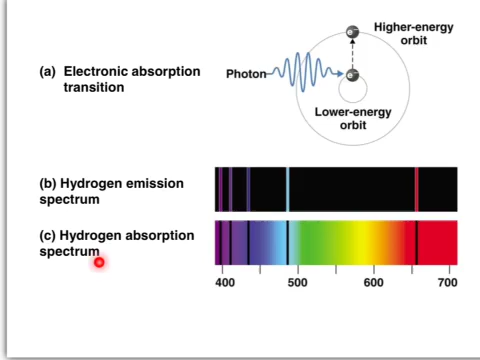 Higher-energy
orbit
(a) Electronic absorption
transition
Photon
e
e
Lower-energy
orbit
(b) Hydrogen emission
spectrum
(c) Hydrogen absorption
spectrum
400 500 600 700